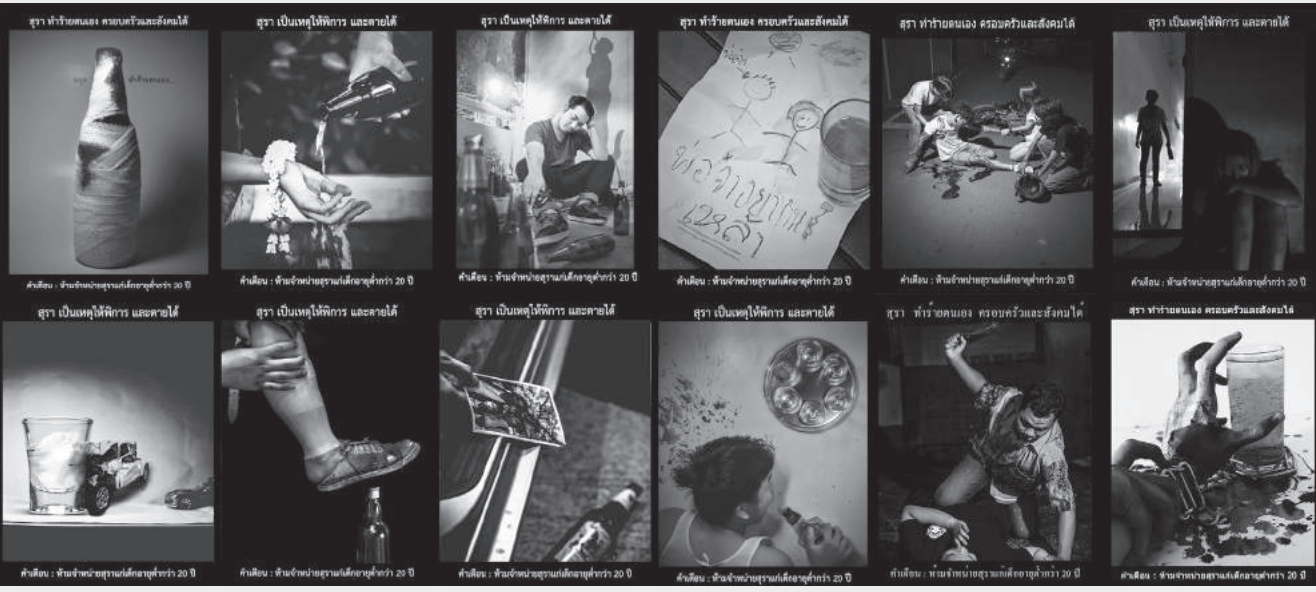 สุรา ทำร้ายตนเอง ครอบครัวและสังคมได้
หยุด ทำร้ายตนเอง...
คำเตือน : ห้ามจำหน่ายสุราแก่เด็กอายุต่ำกว่า 20 ปี
สุรา เป็นเหตุให้พิการ และตายได้
คำเตือน : ห้ามจำหน่ายสุราแก่เด็กอายุต่ำกว่า 20 ปี
สุรา เป็นเหตุให้พิการ และตายได้
คำเตือน : ห้ามจำหน่ายสุราแก่เด็กอายุต่ำกว่า 20 ปี
สุรา ทำร้ายตนเอง ครอบครัวและสังคมได้
พ่อจ๋าอย่ากิน
เหล้า
คำเตือน : ห้ามจำหน่ายสุราแก่เด็กอายุต่ำกว่า 20 ปี
สุรา ทำร้ายตนเอง ครอบครัวและสังคมได้
คำเตือน : ห้ามจำหน่ายสุราแก่เด็กอายุต่ำกว่า 20 ปี
สุรา เป็นเหตุให้พิการ และตายได้
คำเตือน : ห้ามจำหน่ายสุราแก่เด็กอายุต่ำกว่า 20 ปี
สุรา เป็นเหตุให้พิการ และตายได้
คำเตือน : ห้ามจำหน่ายสุราแก่เด็กอายุต่ำกว่า 20 ปี
สุรา เป็นเหตุให้พิการ และตายได้
คำเตือน : ห้ามจำหน่ายสุราแก่เด็กอายุต่ำกว่า 20 ปี
สุรา เป็นเหตุให้พิการ และตายได้
คำเตือน : ห้ามจำหน่ายสุราแก่เด็กอายุต่ำกว่า 20 ปี
สุรา เป็นเหตุให้พิการ และตายได้
คำเตือน : ห้ามจำหน่ายสุราแก่เด็กอายุต่ำกว่า 20 ปี
สุรา ทำร้ายตนเอง ครอบครัวและสังคมได้
คำเตือน : ห้ามจำหน่ายสุราแก่เด็กอายุต่ำกว่า 20 ปี
สุรา ทำร้ายตนเอง ครอบครัวและสังคมได้
คำเตือน : ห้ามจำหน่ายสุราแก่เด็กอายุต่ำกว่า 20 ปี